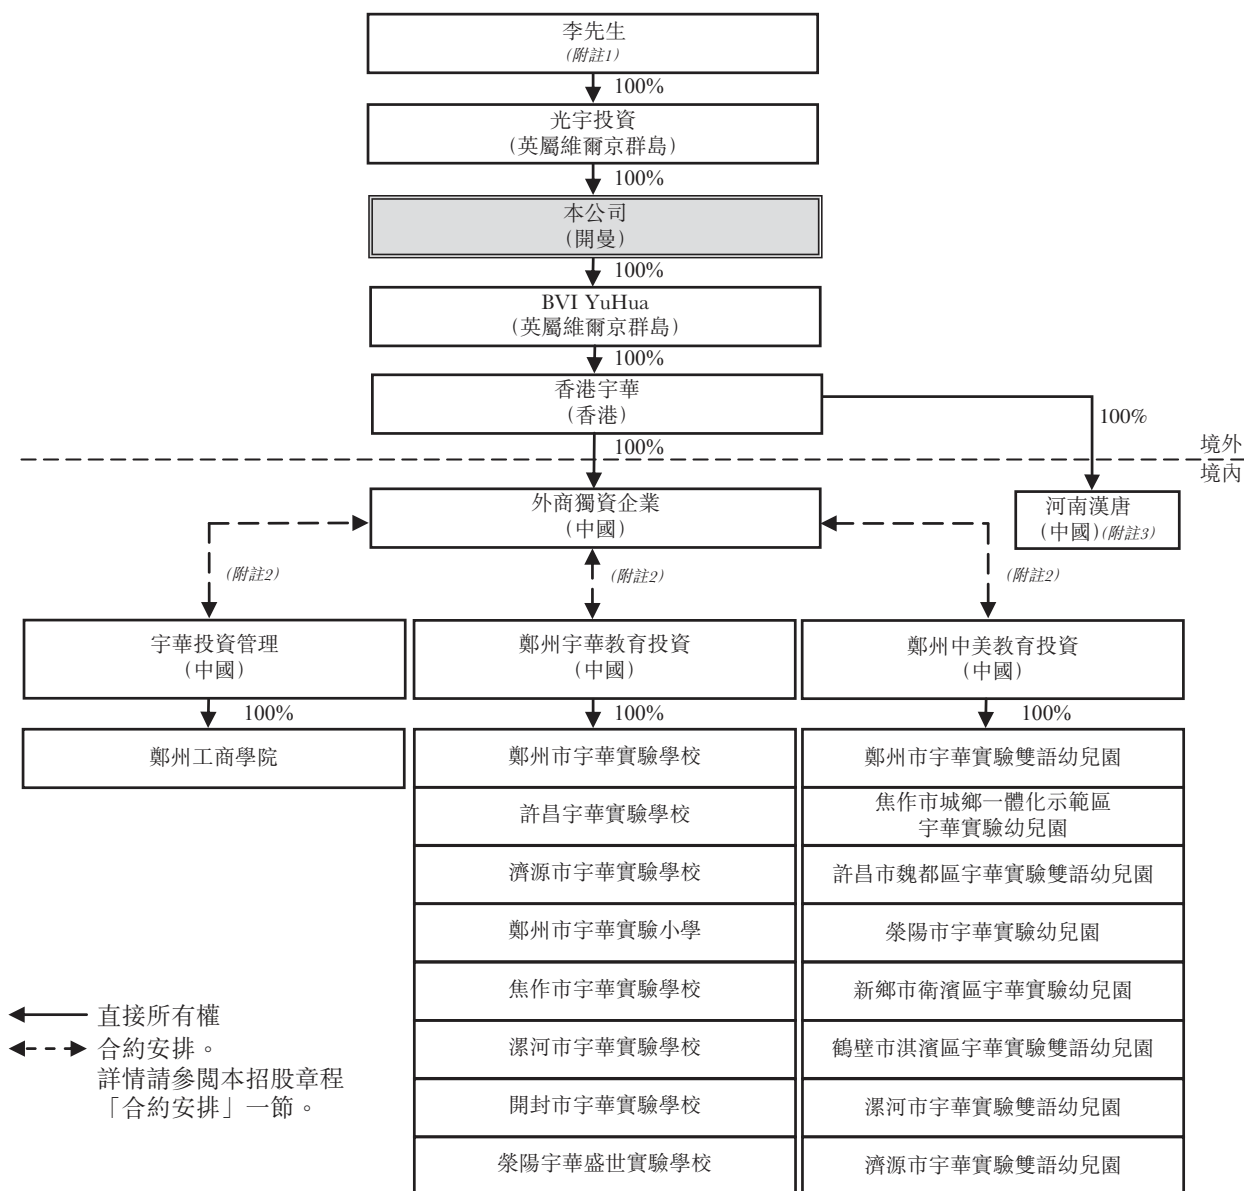 李先生
(附註1)
100%
光宇投資
(英屬維爾京群島)
100%
本公司
(開曼)
100%
BVI YuHua
(英屬維爾京群島)
100%
香港宇華
(香港)
100%
100%
境外
境內
外商獨資企業
(中國)
河南漢唐
(中國)(附註3)
(附註2)
(附註2)
(附註2)
宇華投資管理
(中國)
鄭州宇華教育投資
(中國)
鄭州中美教育投資
(中國)
100%
100%
100%
鄭州工商學院
鄭州市宇華實驗學校
許昌宇華實驗學校
濟源市宇華實驗學校
鄭州市宇華實驗小學
焦作市宇華實驗學校
漯河市宇華實驗學校
開封市宇華實驗學校
滎陽宇華盛世實驗學校
鄭州市宇華實驗雙語幼兒園
焦作市城鄉一體化示範區
宇華實驗幼兒園
許昌市魏都區宇華實驗雙語幼兒園
滎陽市宇華實驗幼兒園
新鄉市衛濱區宇華實驗幼兒園
鶴壁市淇濱區宇華實驗雙語幼兒園
漯河市宇華實驗雙語幼兒園
濟源市宇華實驗雙語幼兒園
直接所有權
合約安排。
詳情請參閱本招股章程
「合約安排」一節。